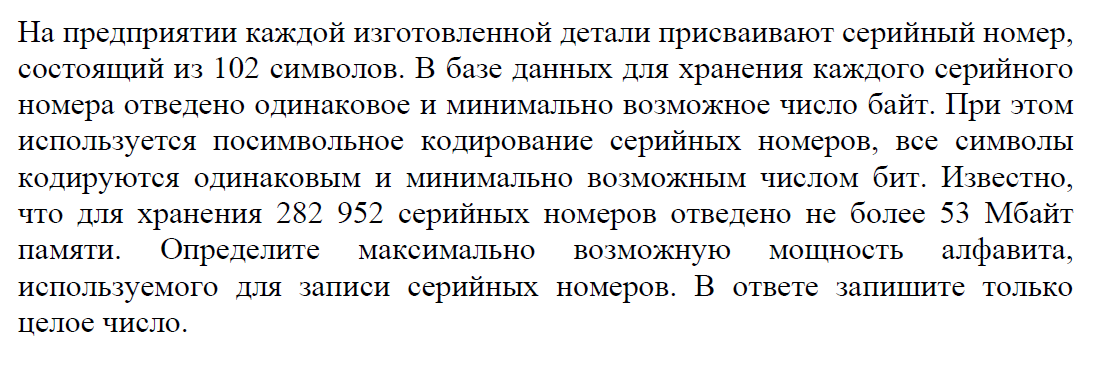 На предприятии каждой изготовленной детали присваивают серийный номер,
состоящий из 102 символов. В базе данных для хранения каждого серийного
номера отведено одинаковое и минимально возможное число байт. При этом
используется посимвольное кодирование серийных номеров, все символы
кодируются одинаковым и минимально возможным числом бит. Известно,
что для хранения 282 952 серийных номеров отведено не более 53 Мбайт
памяти. Определите максимально возможную мощность алфавита,
используемого для записи серийных номеров. В ответе запишите только
целое число.